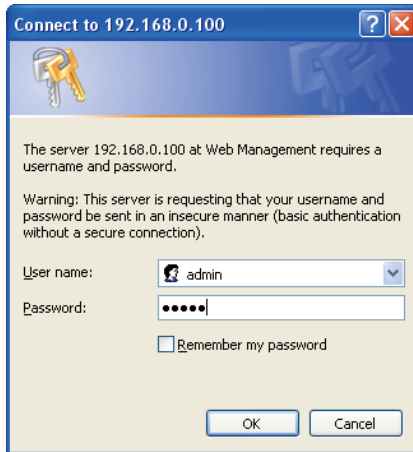 Connect to 192.168.0.100
The server 192.168.0.100 at Web Management requires a
username and password.
Warning: This server is requesting that your username and
password be sent in an insecure manner (basic authentication
without a secure connection).
User name:
admin
Password:
•••••
Remember my password
OK
Cancel